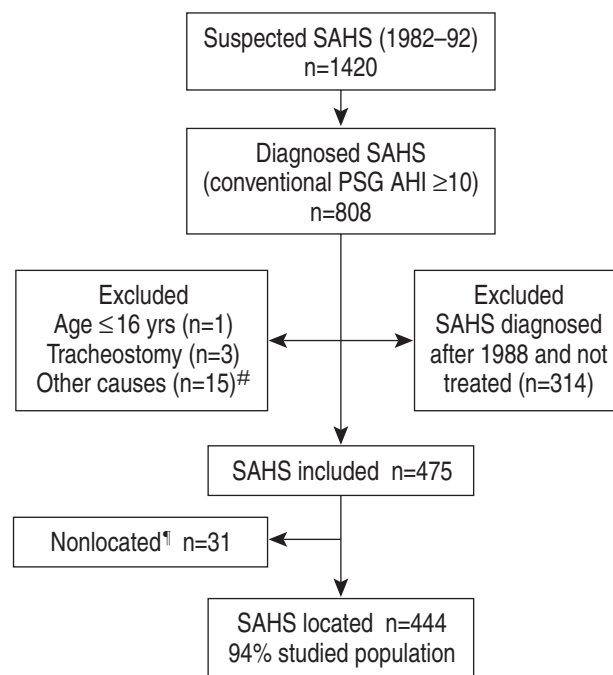 Suspected SAHS (1982–92)
n=1420
Diagnosed SAHS
(conventional PSG AHI ≥10)
n=808
Excluded
Age ≤16 yrs (n=1)
Tracheostomy (n=3)
Other causes (n=15)#
Excluded
SAHS diagnosed
after 1988 and not
treated (n=314)
SAHS included n=475
Nonlocated¶ n=31
SAHS located n=444
94% studied population